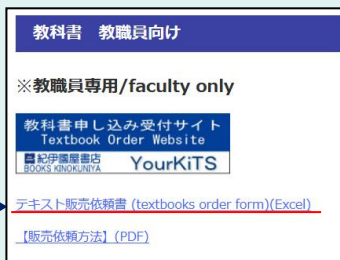 教科書 教職員向け
※教職員専用/faculty only
教科書申し込み受付サイト
Textbook Order Website
紀伊國屋書店
BOOKS KINOKUNIYA
YourKiTS
テキスト販売依頼書 (textbooks order form)(Excel)
【販売依頼方法】(PDF)